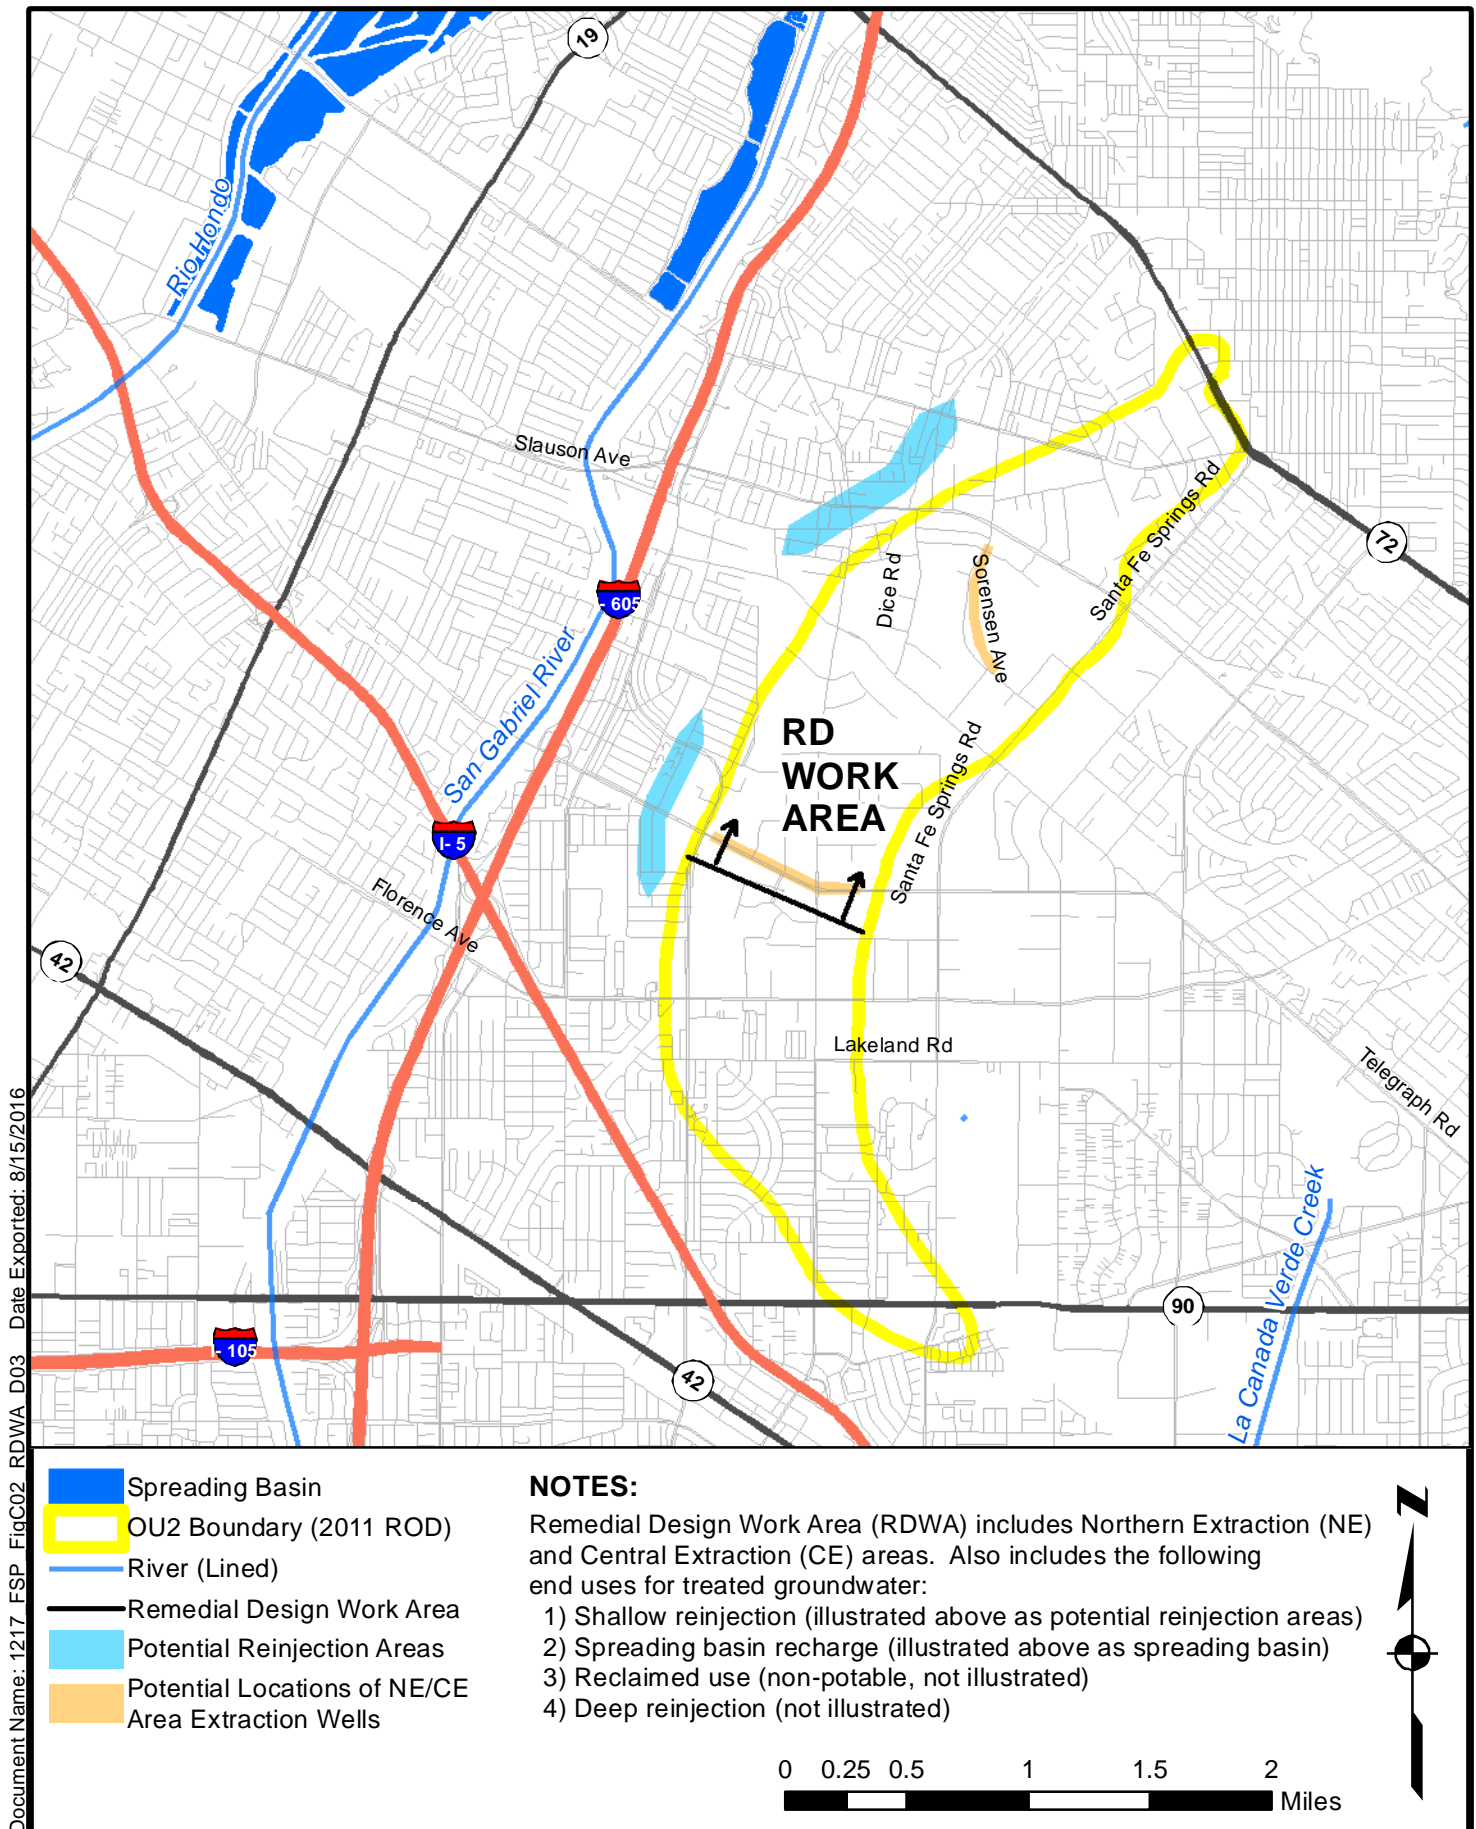 19
Rio Hondo
Slauson Ave
Santa Fe Springs Rd
72
Dice Rd
Sorensen Ave
I- 605
San Gabriel River
RD
WORK
AREA
Santa Fe Springs Rd
I- 5
Florence Ave
42
Lakeland Rd
Telegraph Rd
La Canada Verde Creek
90
I- 105
42
Document Name: 1217_FSP_FigC02_RDWA_D03 Date Exported: 8/15/2016
Spreading Basin
OU2 Boundary (2011 ROD)
River (Lined)
Remedial Design Work Area
Potential Reinjection Areas
Potential Locations of NE/CE
Area Extraction Wells
NOTES:
Remedial Design Work Area (RDWA) includes Northern Extraction (NE)
and Central Extraction (CE) areas. Also includes the following
end uses for treated groundwater:
1) Shallow reinjection (illustrated above as potential reinjection areas)
2) Spreading basin recharge (illustrated above as spreading basin)
3) Reclaimed use (non-potable, not illustrated)
4) Deep reinjection (not illustrated)
N
0 0.25 0.5 1 1.5 2
Miles